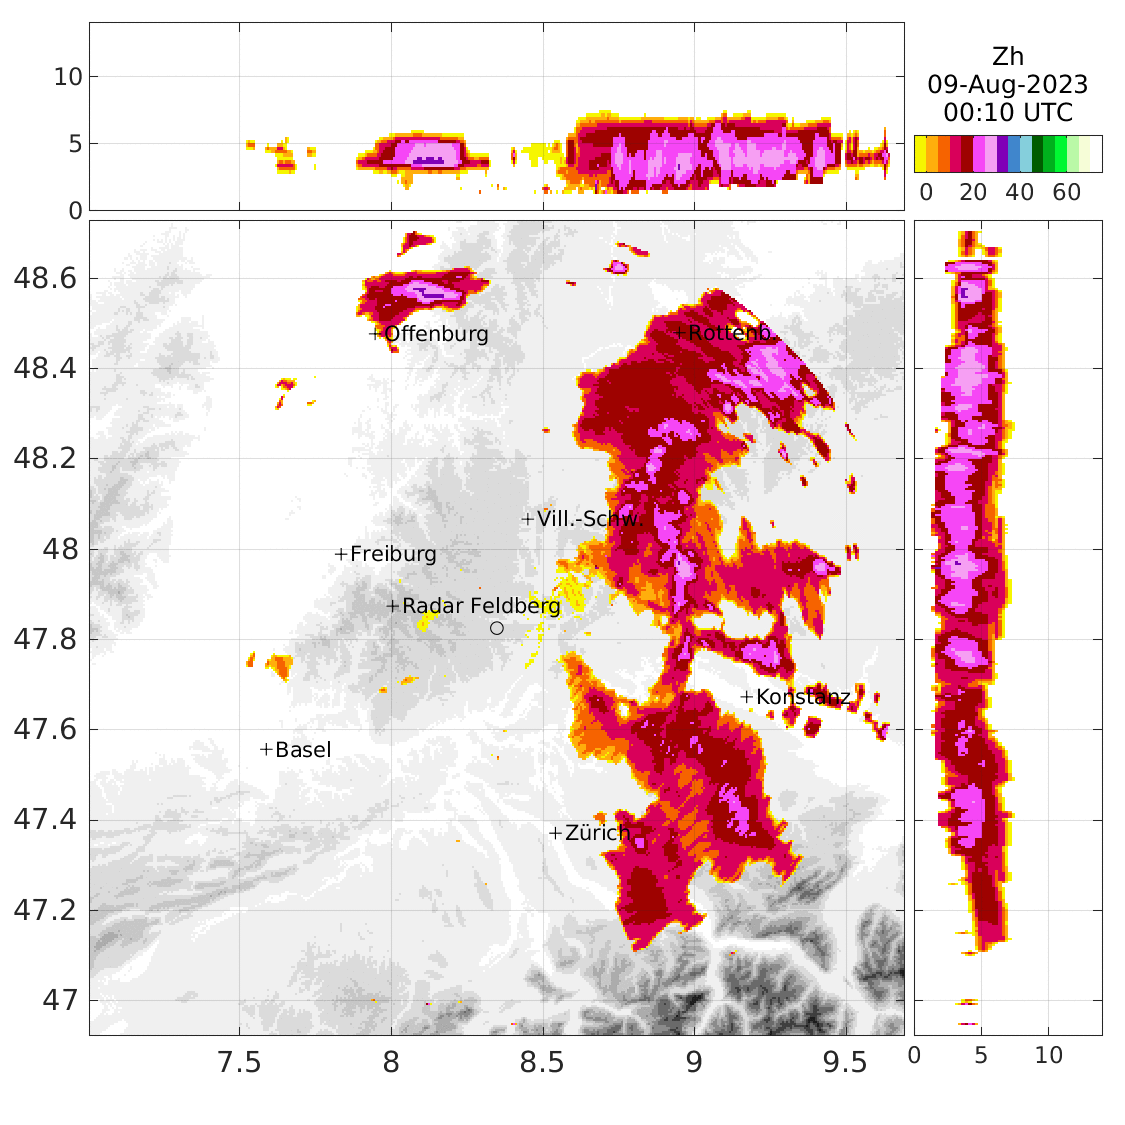 10
5
0
Zh
09-Aug-2023
00:10 UTC
0
20
40
60
48.6
48.4
48.2
48
47.8
47.6
47.4
47.2
47
Offenburg
Rottenb.
Vill.-Schw.
Freiburg
Radar Feldberg
Konstanz
Basel
Zürich
7.5
8
8.5
9
9.5
0
5
10